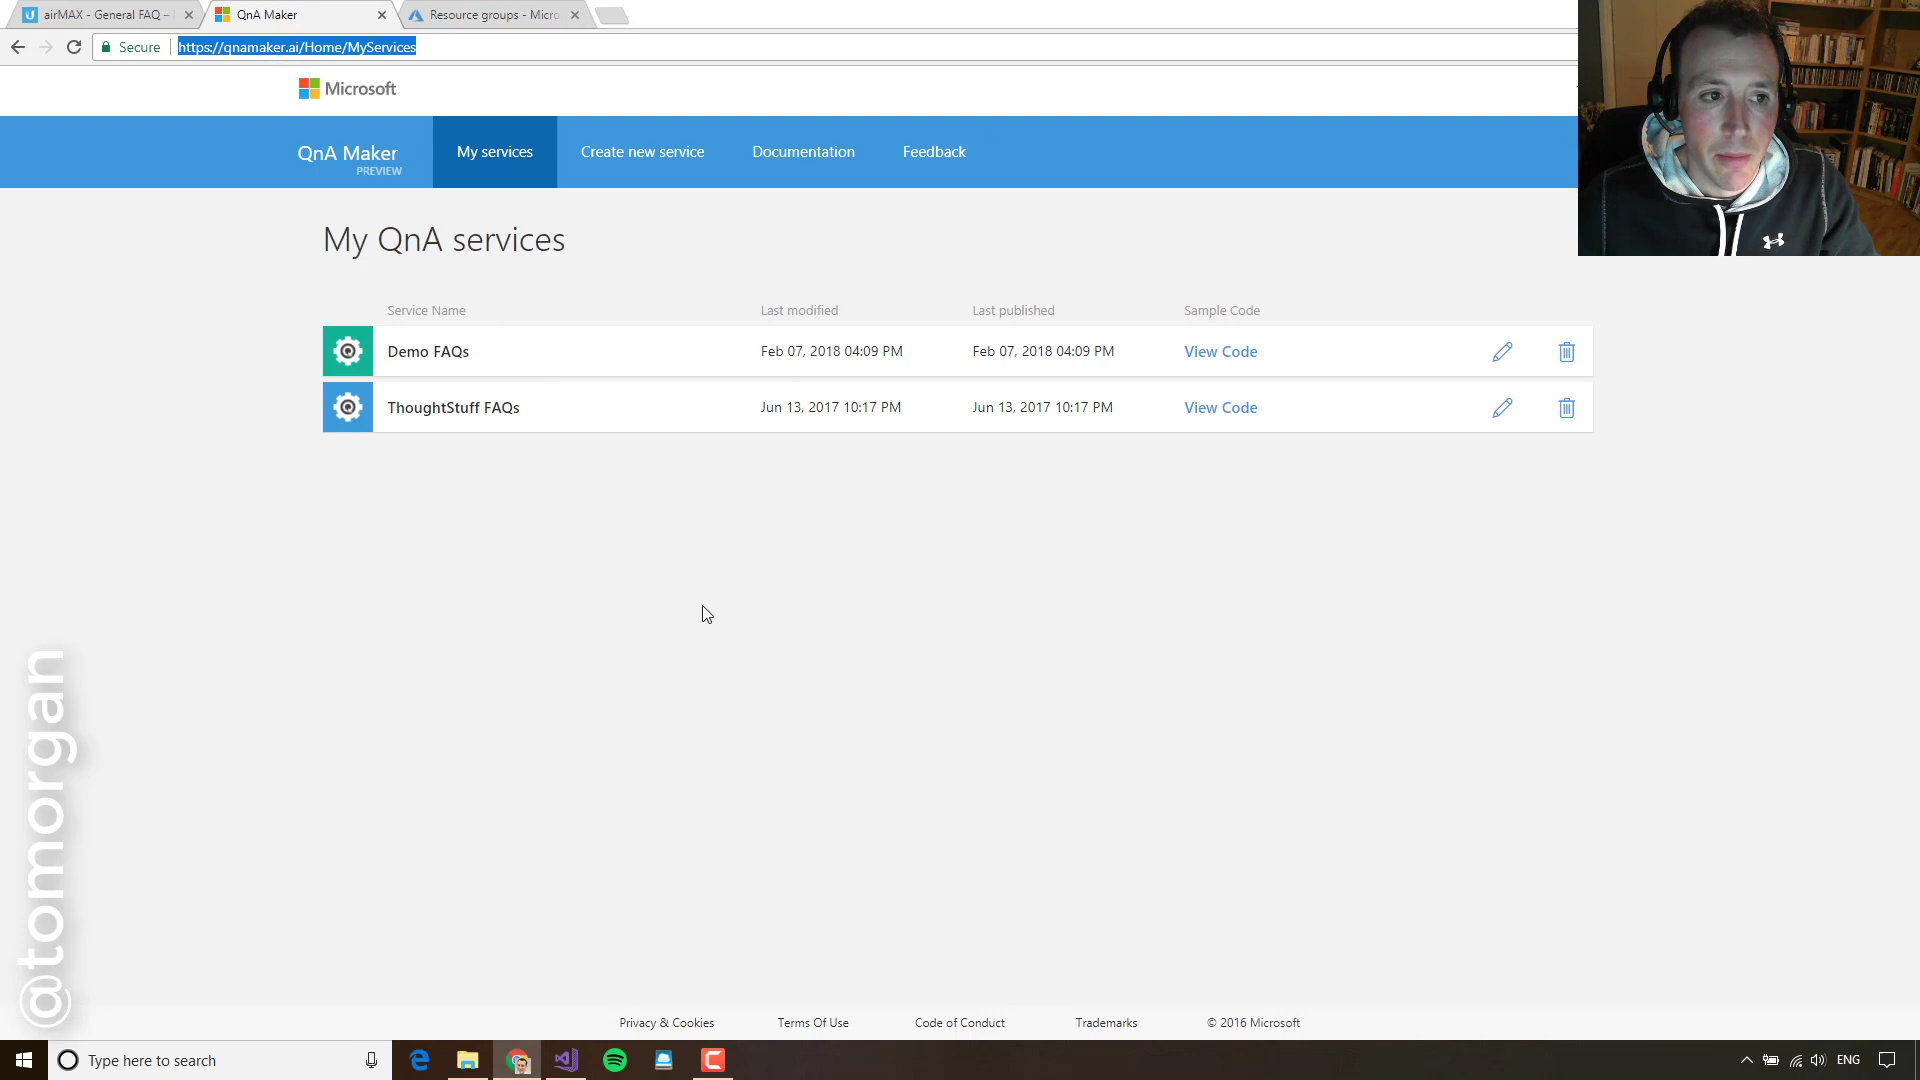 airMAX - General FAQ –
QnA Maker
Resource groups - Micro
Secure
https://qnamaker.ai/Home/MyServices
Microsoft
QnA Maker
PREVIEW
My services
Create new service
Documentation
Feedback
My QnA services
Service Name
Last modified
Last published
Sample Code
Demo FAQs
Feb 07, 2018 04:09 PM
Feb 07, 2018 04:09 PM
View Code
ThoughtStuff FAQs
Jun 13, 2017 10:17 PM
Jun 13, 2017 10:17 PM
View Code
@tomorgan
Privacy & Cookies
Terms Of Use
Code of Conduct
Trademarks
© 2016 Microsoft
Type here to search
ENG